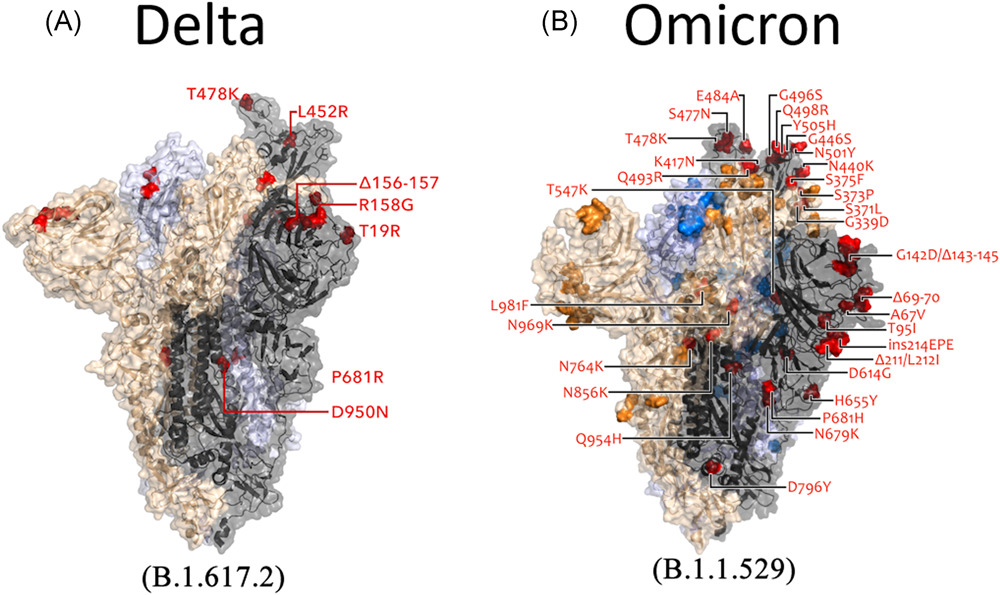 (A)
Delta
T478K
L452R
Δ156-157
R158G
T19R
P681R
D950N
(B.1.617.2)
(B)
Omicron
E484A
S477N
T478K
K417N
Q493R
T547K
G496S
Q498R
Y505H
G446S
N501Y
N440K
S375F
S373P
S371L
G339D
G142D/Δ143-145
Δ69-70
A67V
T95I
ins214EPE
Δ211/L212I
D614G
H655Y
P681H
N679K
L981F
N969K
N764K
N856K
Q954H
D796Y
(B.1.1.529)